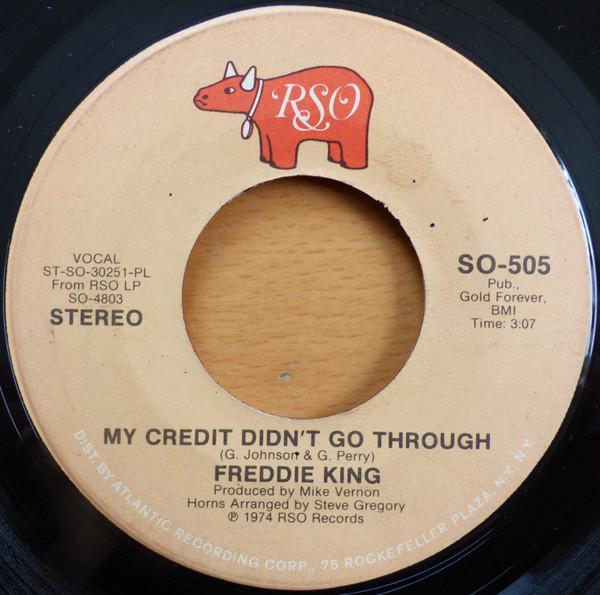 RSO
VOCAL
ST-SO-30251-PL
From RSO LP
SO-4803
STEREO
SO-505
Pub.,
Gold Forever,
BMI
Time: 3:07
MY CREDIT DIDN'T GO THROUGH
(G. Johnson & G. Perry)
FREDDIE KING
Produced by Mike Vernon
Horns Arranged by Steve Gregory
℗ 1974 RSO Records
DIST. BY ATLANTIC RECORDING CORP., 75 ROCKEFELLER PLAZA, N.Y., N.Y.